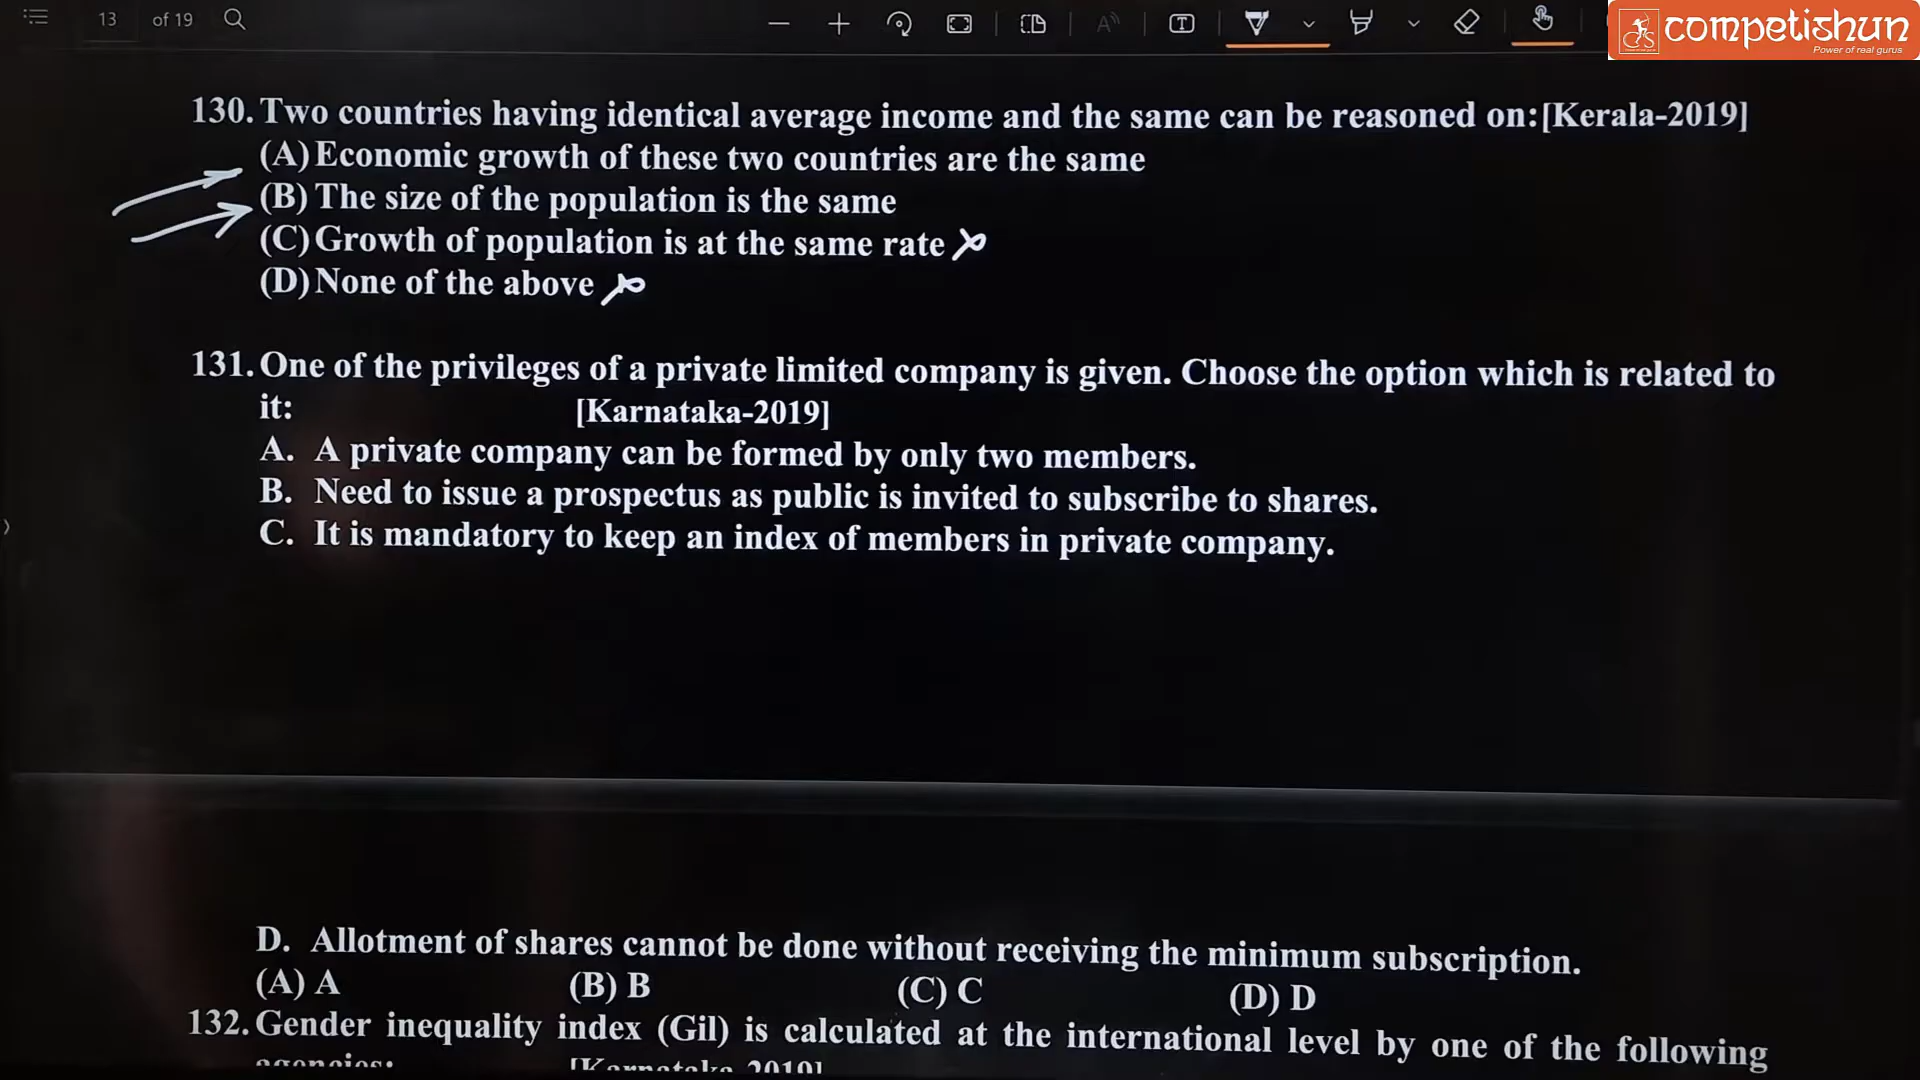 13 of 19
competishun
Power of real gurus
130. Two countries having identical average income and the same can be reasoned on:[Kerala-2019]
(A) Economic growth of these two countries are the same
(B) The size of the population is the same
(C) Growth of population is at the same rate
(D) None of the above
131. One of the privileges of a private limited company is given. Choose the option which is related to
it: [Karnataka-2019]
A. A private company can be formed by only two members.
B. Need to issue a prospectus as public is invited to subscribe to shares.
C. It is mandatory to keep an index of members in private company.
D. Allotment of shares cannot be done without receiving the minimum subscription.
(A) A (B) B (C) C (D) D
132. Gender inequality index (Gil) is calculated at the international level by one of the following
agencies: [Karnataka-2019]